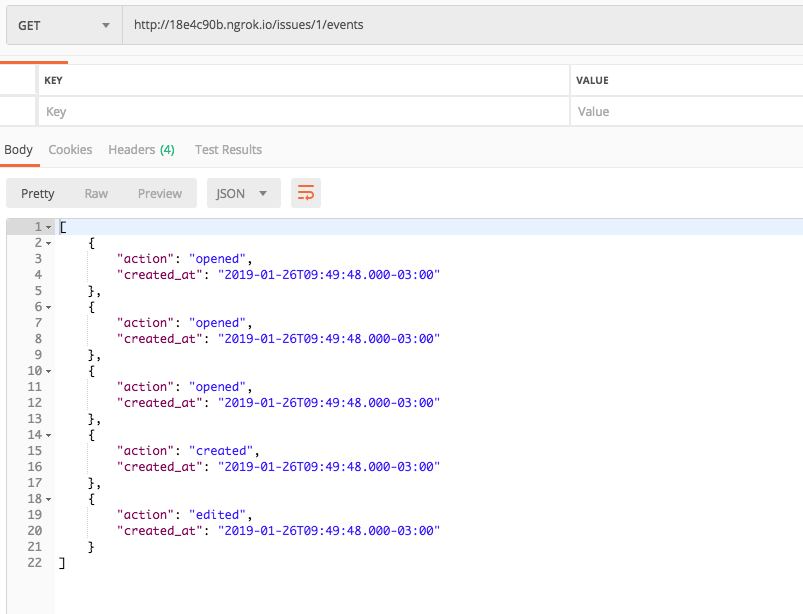 GET http://18e4c90b.ngrok.io/issues/1/events
KEY VALUE
Key Value
Body Cookies Headers (4) Test Results
Pretty Raw Preview JSON
1 [
2 {
3 "action": "opened",
4 "created_at": "2019-01-26T09:49:48.000-03:00"
5 },
6 {
7 "action": "opened",
8 "created_at": "2019-01-26T09:49:48.000-03:00"
9 },
10 {
11 "action": "opened",
12 "created_at": "2019-01-26T09:49:48.000-03:00"
13 },
14 {
15 "action": "created",
16 "created_at": "2019-01-26T09:49:48.000-03:00"
17 },
18 {
19 "action": "edited",
20 "created_at": "2019-01-26T09:49:48.000-03:00"
21 }
22 ]